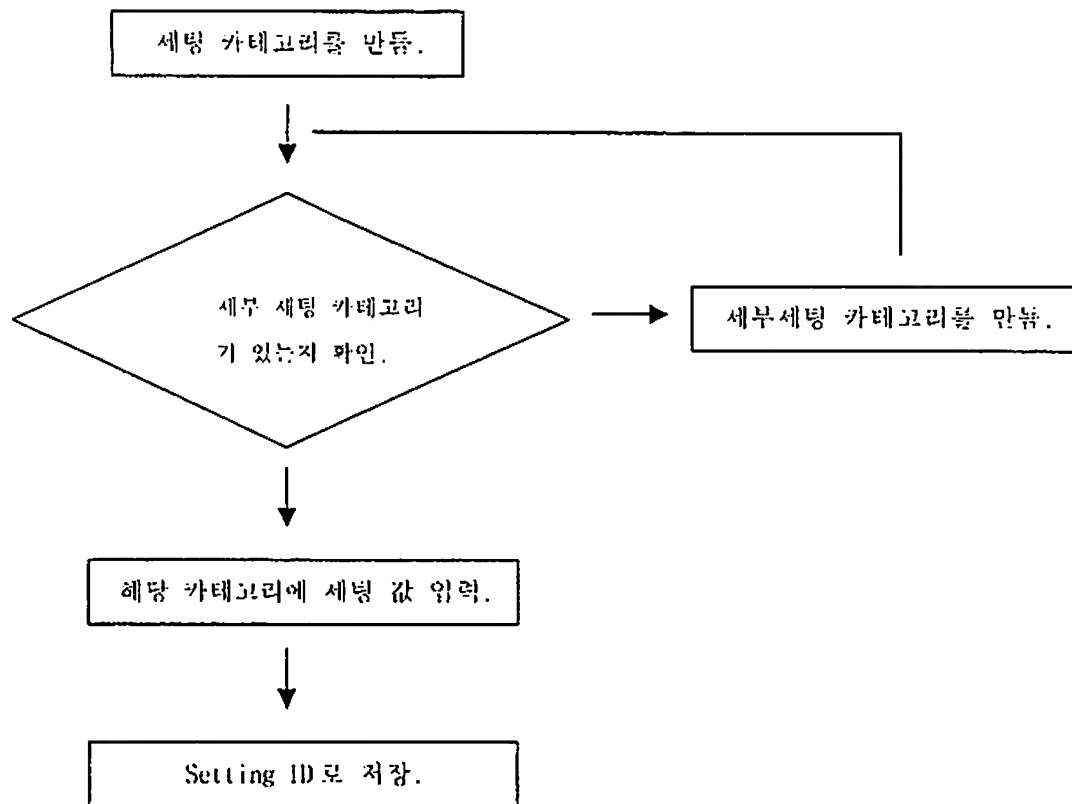 세팅 카테고리를 만듦.
세부 세팅 카테고리
가 있는지 확인.
세부세팅 카테고리를 만듦.
해당 카테고리에 세팅 값 입력.
Setting ID로 저장.